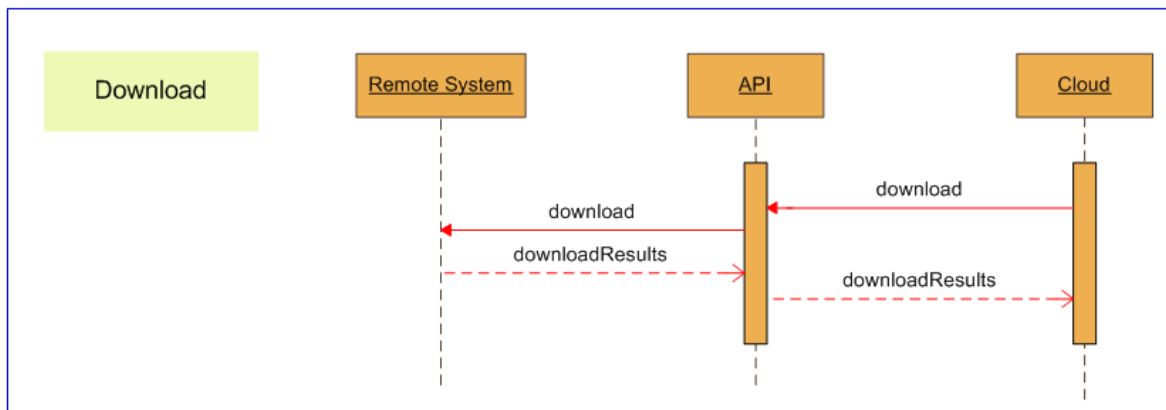 Download
Remote System
API
Cloud
download
download
downloadResults
downloadResults